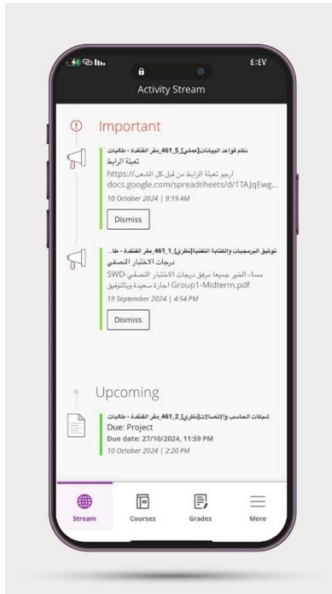 ٤:٤٧
Activity Stream
Important
نظم قواعد البيانات[عملي]_5_461_مقر القنفذة - طالبات
تعبئة الرابط
ارجو تعبئة الرابط من قبل كل الشعب/https:/
docs.google.com/spreadsheets/d/1TAJqEwg...
10 October 2024 | 9:19 AM
Dismiss
توثيق البرمجيات والكتابة التقنية[نظري]_1_461_مقر القنفذة - طا...
درجات الاختبار النصفي
مساء الخير جميعا مرفق درجات الاختبار النصفي-SWD
Group1-Midterm.pdf اجازة سعيدة وبالتوفيق
19 September 2024 | 4:54 PM
Dismiss
Upcoming
شبكات الحاسب والاتصالات[نظري]_2_461_مقر القنفذة - طالبات
Due: Project
Due date: 27/10/2024, 11:59 PM
10 October 2024 | 2:20 PM
Stream
Courses
Grades
More